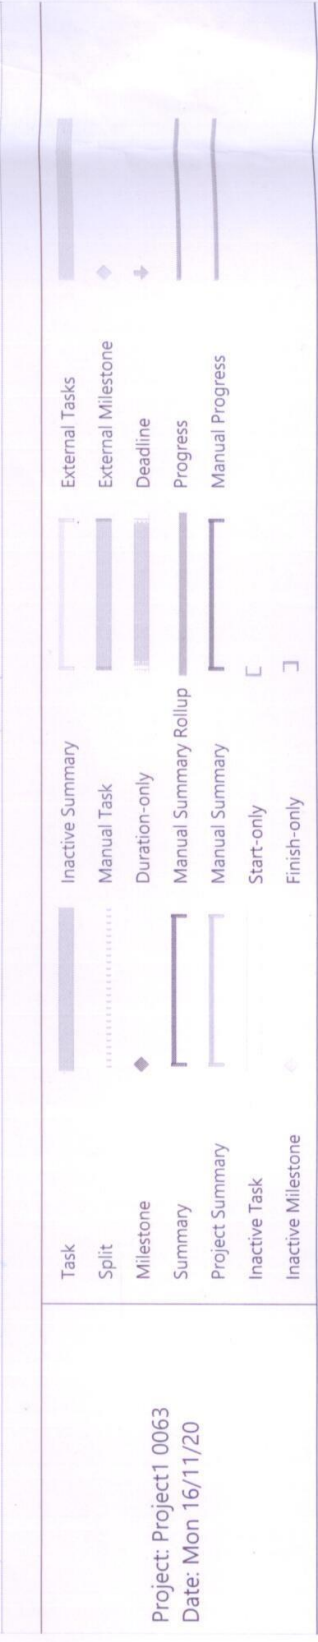 Project: Project1 0063
Date: Mon 16/11/20
Task
Split
Milestone
Summary
Project Summary
Inactive Task
Inactive Milestone
Inactive Summary
Manual Task
Duration-only
Manual Summary Rollup
Manual Summary
Start-only
Finish-only
External Tasks
External Milestone
Deadline
Progress
Manual Progress